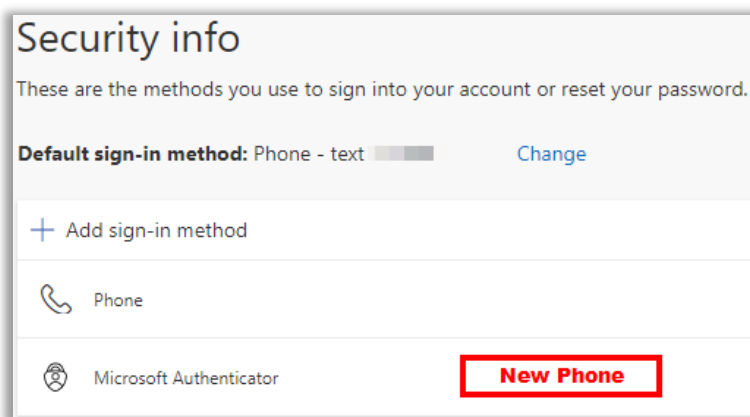 Security info
These are the methods you use to sign into your account or reset your password.
Default sign-in method: Phone - text Change
+ Add sign-in method
Phone
Microsoft Authenticator New Phone